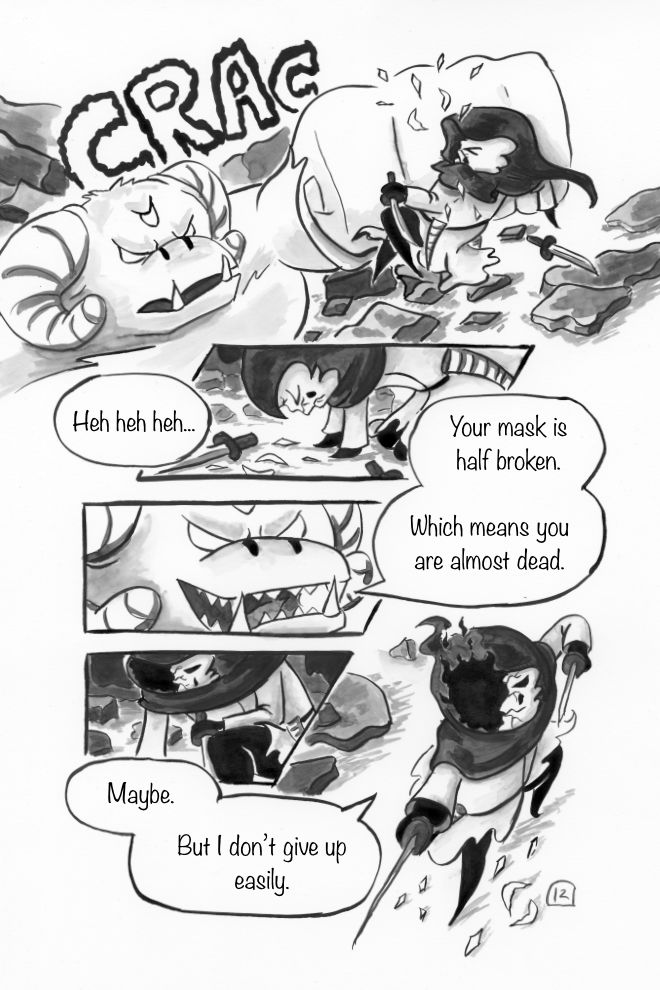 CRAC
Heh heh heh...
Your mask is
half broken.
Which means you
are almost dead.
Maybe.
But I don't give up
easily.
12